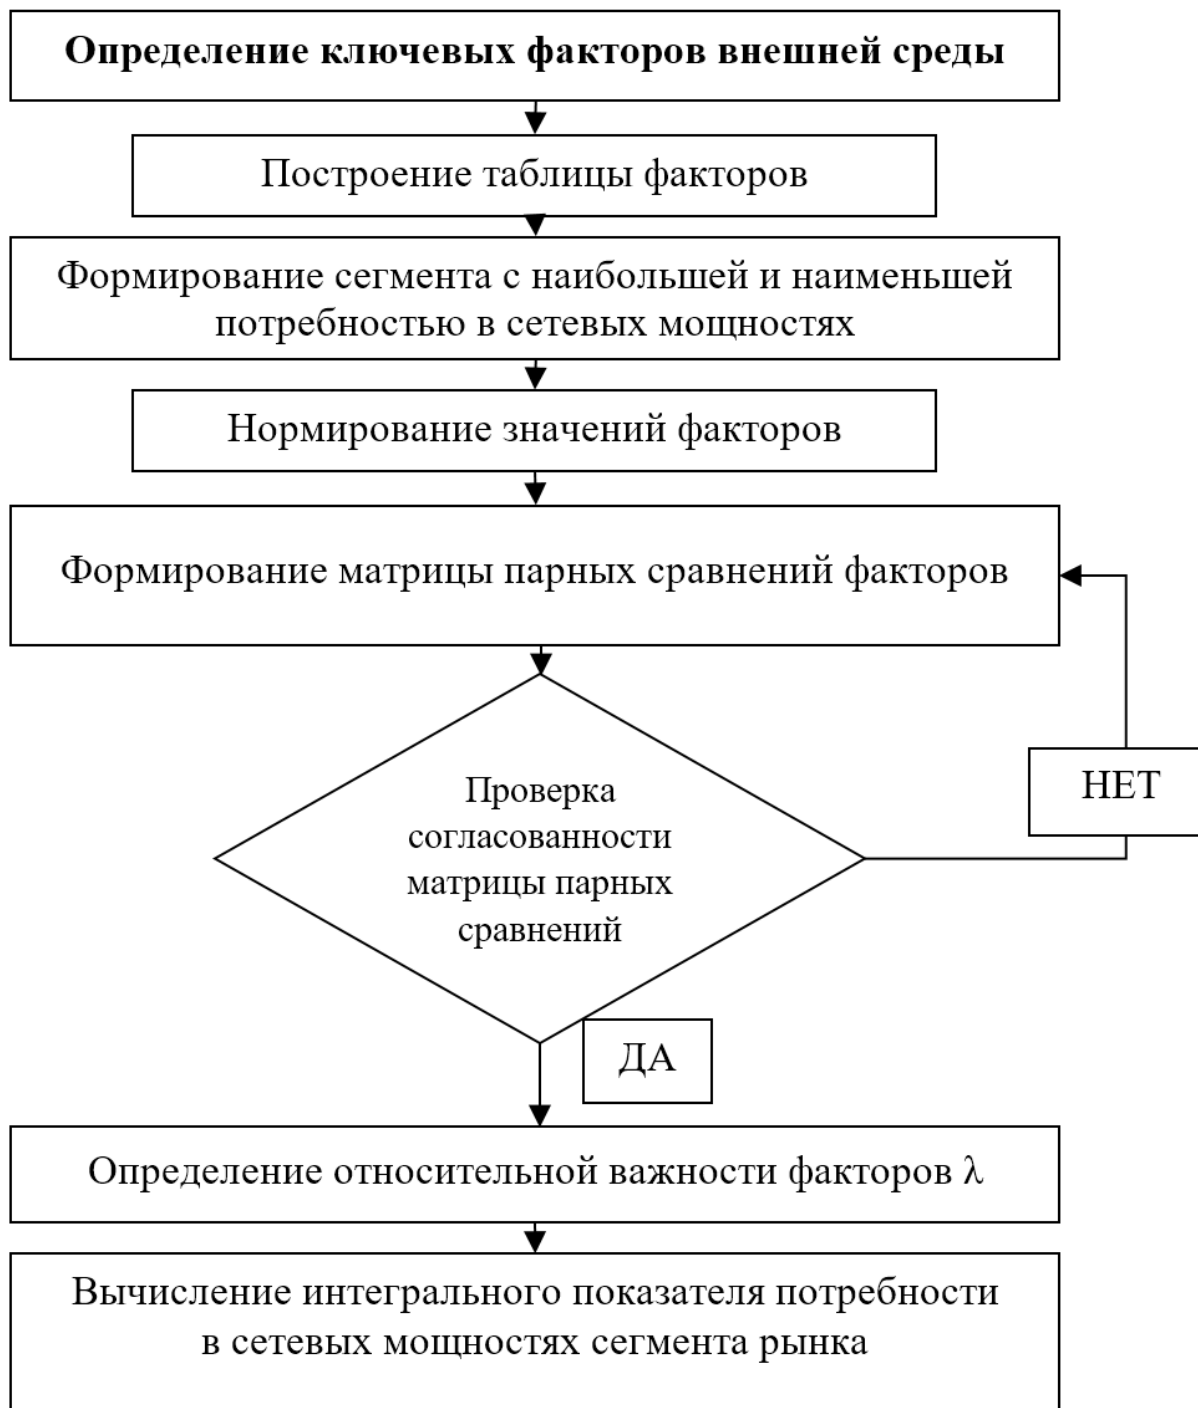 Определение ключевых факторов внешней среды
Построение таблицы факторов
Формирование сегмента с наибольшей и наименьшей
потребностью в сетевых мощностях
Нормирование значений факторов
Формирование матрицы парных сравнений факторов
Проверка
согласованности
матрицы парных
сравнений
НЕТ
ДА
Определение относительной важности факторов λ
Вычисление интегрального показателя потребности
в сетевых мощностях сегмента рынка